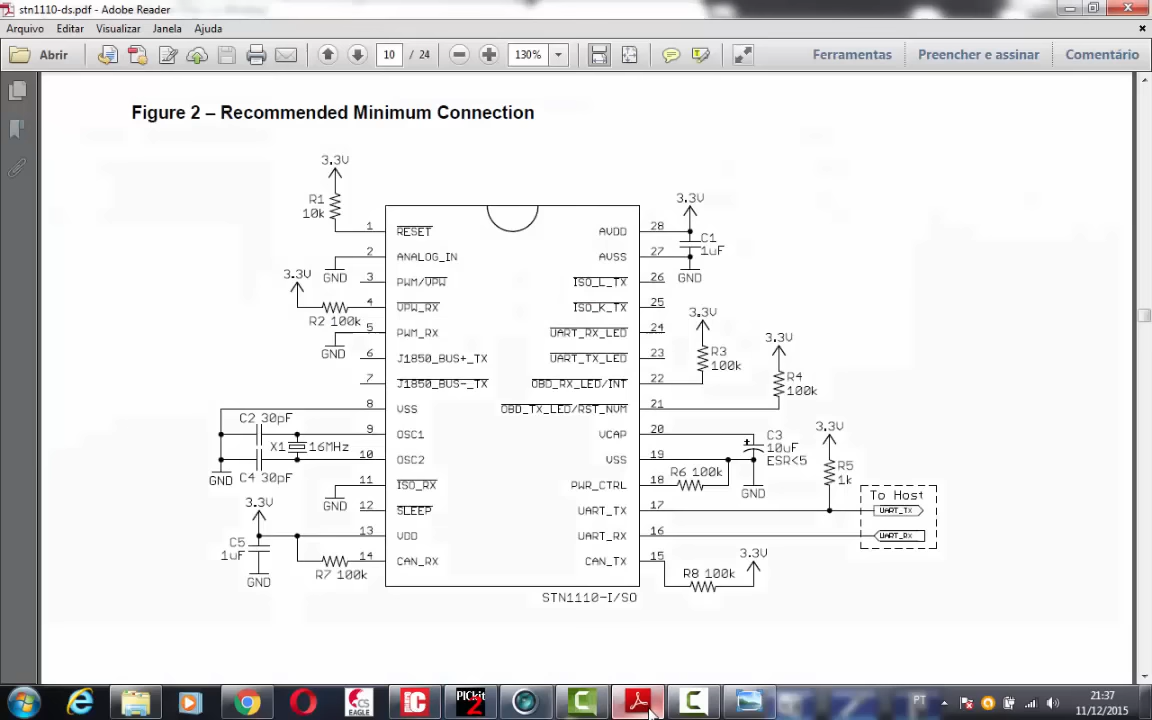 stn1110-ds.pdf - Adobe Reader
Arquivo Editar Visualizar Janela Ajuda
Abrir 10 / 24 130% Ferramentas Preencher e assinar Comentário
Figure 2 – Recommended Minimum Connection
3.3V
R1
10k
1 RESET
2 ANALOG_IN
GND
3 PWM/VPW
3.3V
4 VPW_RX
R2 100k
5 PWM_RX
GND
6 J1850_BUS+_TX
7 J1850_BUS-_TX
8 VSS
C2 30pF
9 OSC1
X1 16MHz
10 OSC2
GND C4 30pF
11 ISO_RX
GND
12 SLEEP
3.3V
13 VDD
C5
1uF
14 CAN_RX
R7 100k
GND
3.3V
AVDD 28
C1
1uF
AVSS 27
GND
ISO_L_TX 26
ISO_K_TX 25
UART_RX_LED 24
3.3V
UART_TX_LED 23
R3
100k
OBD_RX_LED/INT 22
3.3V
R4
100k
OBD_TX_LED/RST_NVM 21
VCAP 20
+ C3
10uF
ESR<5
VSS 19
R6 100k
PWR_CTRL 18
GND
3.3V
R5
1k
UART_TX 17
To Host
UART_TX
UART_RX 16
UART_RX
CAN_TX 15
R8 100k
3.3V
STN1110-I/SO
CS
EAGLE
PICkit
2
PT
21:37
11/12/2015